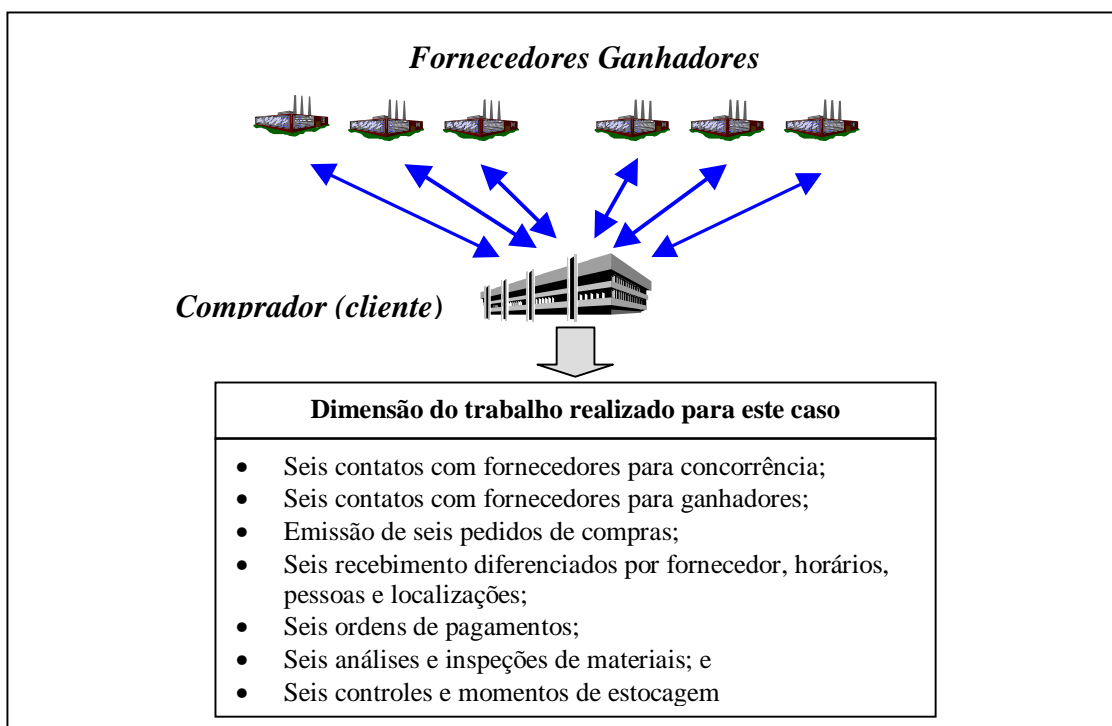 Fornecedores Ganhadores
Comprador (cliente)
Dimensão do trabalho realizado para este caso
• Seis contatos com fornecedores para concorrência;
• Seis contatos com fornecedores para ganhadores;
• Emissão de seis pedidos de compras;
• Seis recebimento diferenciados por fornecedor, horários,
pessoas e localizações;
• Seis ordens de pagamentos;
• Seis análises e inspeções de materiais; e
• Seis controles e momentos de estocagem